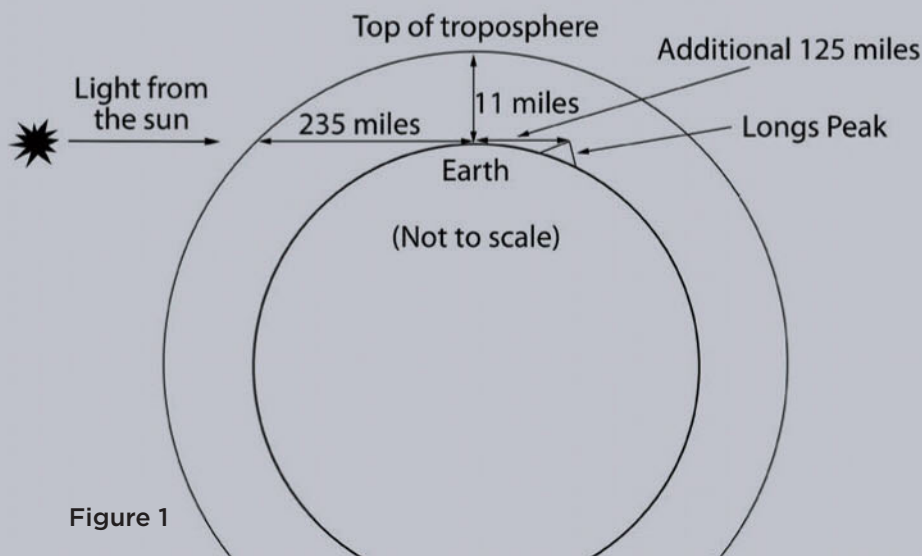 Top of troposphere
Additional 125 miles
Light from
the sun
11 miles
235 miles
Longs Peak
Earth
(Not to scale)
Figure 1